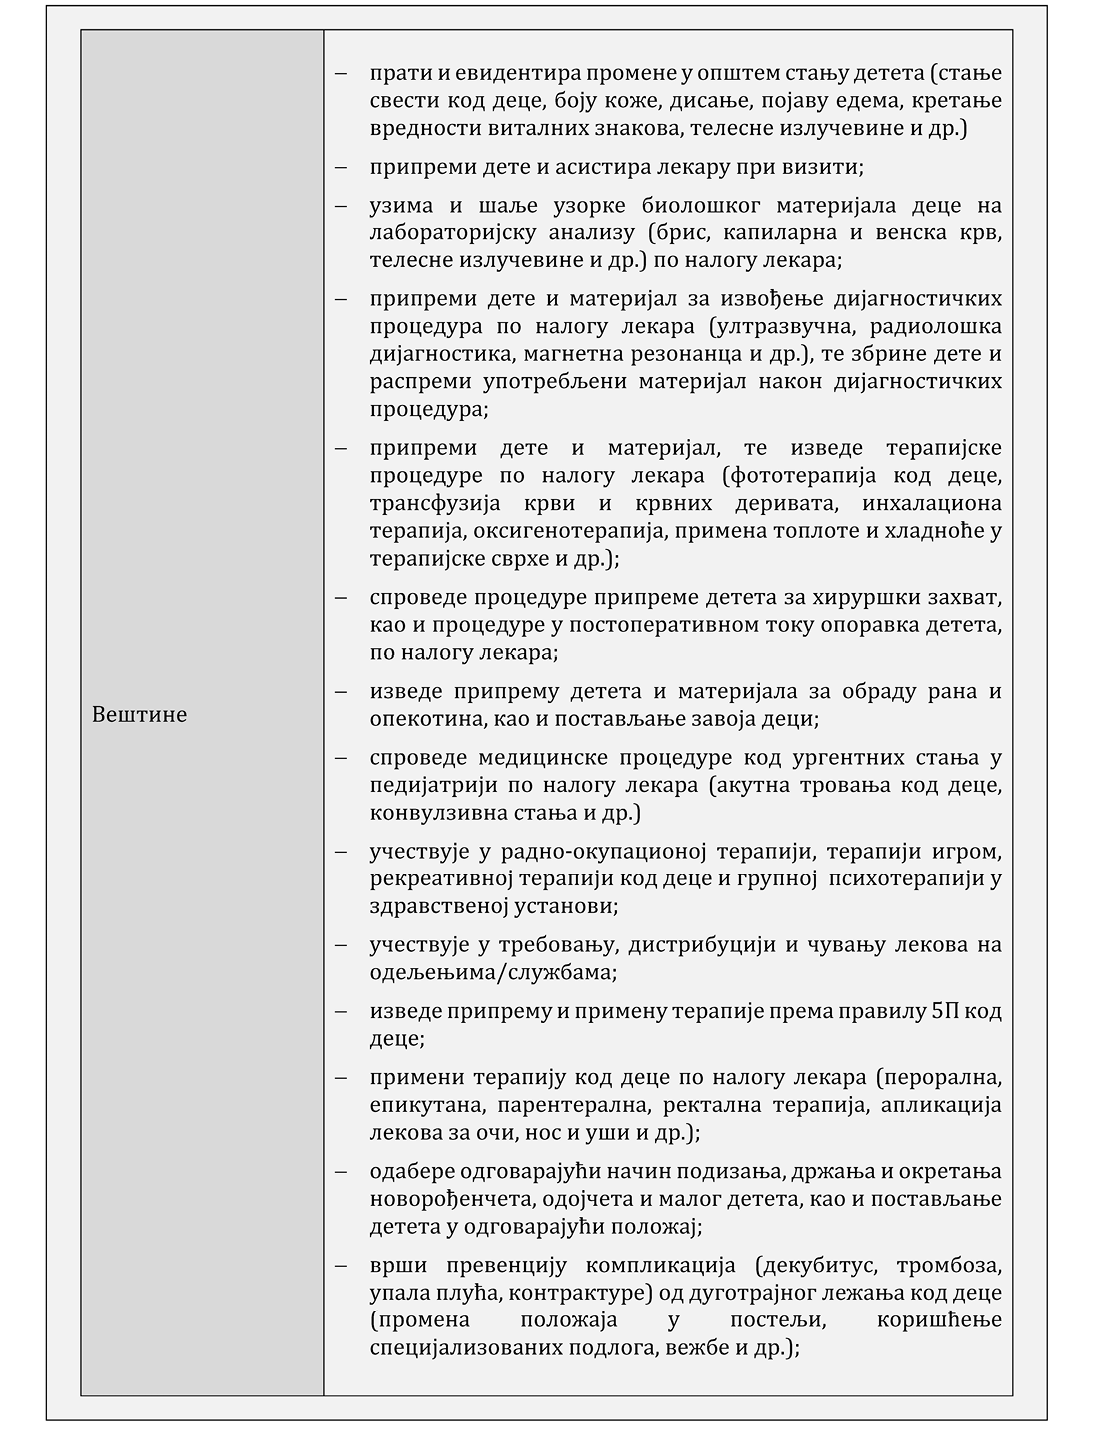 – прати и евидентира промене у општем стању детета (стање
свести код деце, боју коже, дисање, појаву едема, кретање
вредности виталних знакова, телесне излучевине и др.)
– припреми дете и асистира лекару при визити;
– узима и шаље узорке биолошког материјала деце на
лабораторијску анализу (брис, капиларна и венска крв,
телесне излучевине и др.) по налогу лекара;
– припреми дете и материјал за извођење дијагностичких
процедура по налогу лекара (ултразвучна, радиолошка
дијагностика, магнетна резонанца и др.), те збрине дете и
распреми употребљени материјал након дијагностичких
процедура;
– припреми дете и материјал, те изведе терапијске
процедуре по налогу лекара (фототерапија код деце,
трансфузија крви и крвних деривата, инхалациона
терапија, оксигенотерапија, примена топлоте и хладноће у
терапијске сврхе и др.);
– спроведе процедуре припреме детета за хируршки захват,
као и процедуре у постоперативном току опоравка детета,
по налогу лекара;
– изведе припрему детета и материјала за обраду рана и
опекотина, као и постављање завоја деци;
Вештине
– спроведе медицинске процедуре код ургентних стања у
педијатрији по налогу лекара (акутна тровања код деце,
конвулзивна стања и др.)
– учествује у радно-окупационој терапији, терапији игром,
рекреативној терапији код деце и групној психотерапији у
здравственој установи;
– учествује у требовању, дистрибуцији и чувању лекова на
одељењима/службама;
– изведе припрему и примену терапије према правилу 5П код
деце;
– примени терапију код деце по налогу лекара (перорална,
епикутана, парентерална, ректална терапија, апликација
лекова за очи, нос и уши и др.);
– одабере одговарајући начин подизања, држања и окретања
новорођенчета, одојчета и малог детета, као и постављање
детета у одговарајући положај;
– врши превенцију компликација (декубитус, тромбоза,
упала плућа, контрактуре) од дуготрајног лежања код деце
(промена положаја у постељи, коришћење
специјализованих подлога, вежбе и др.);